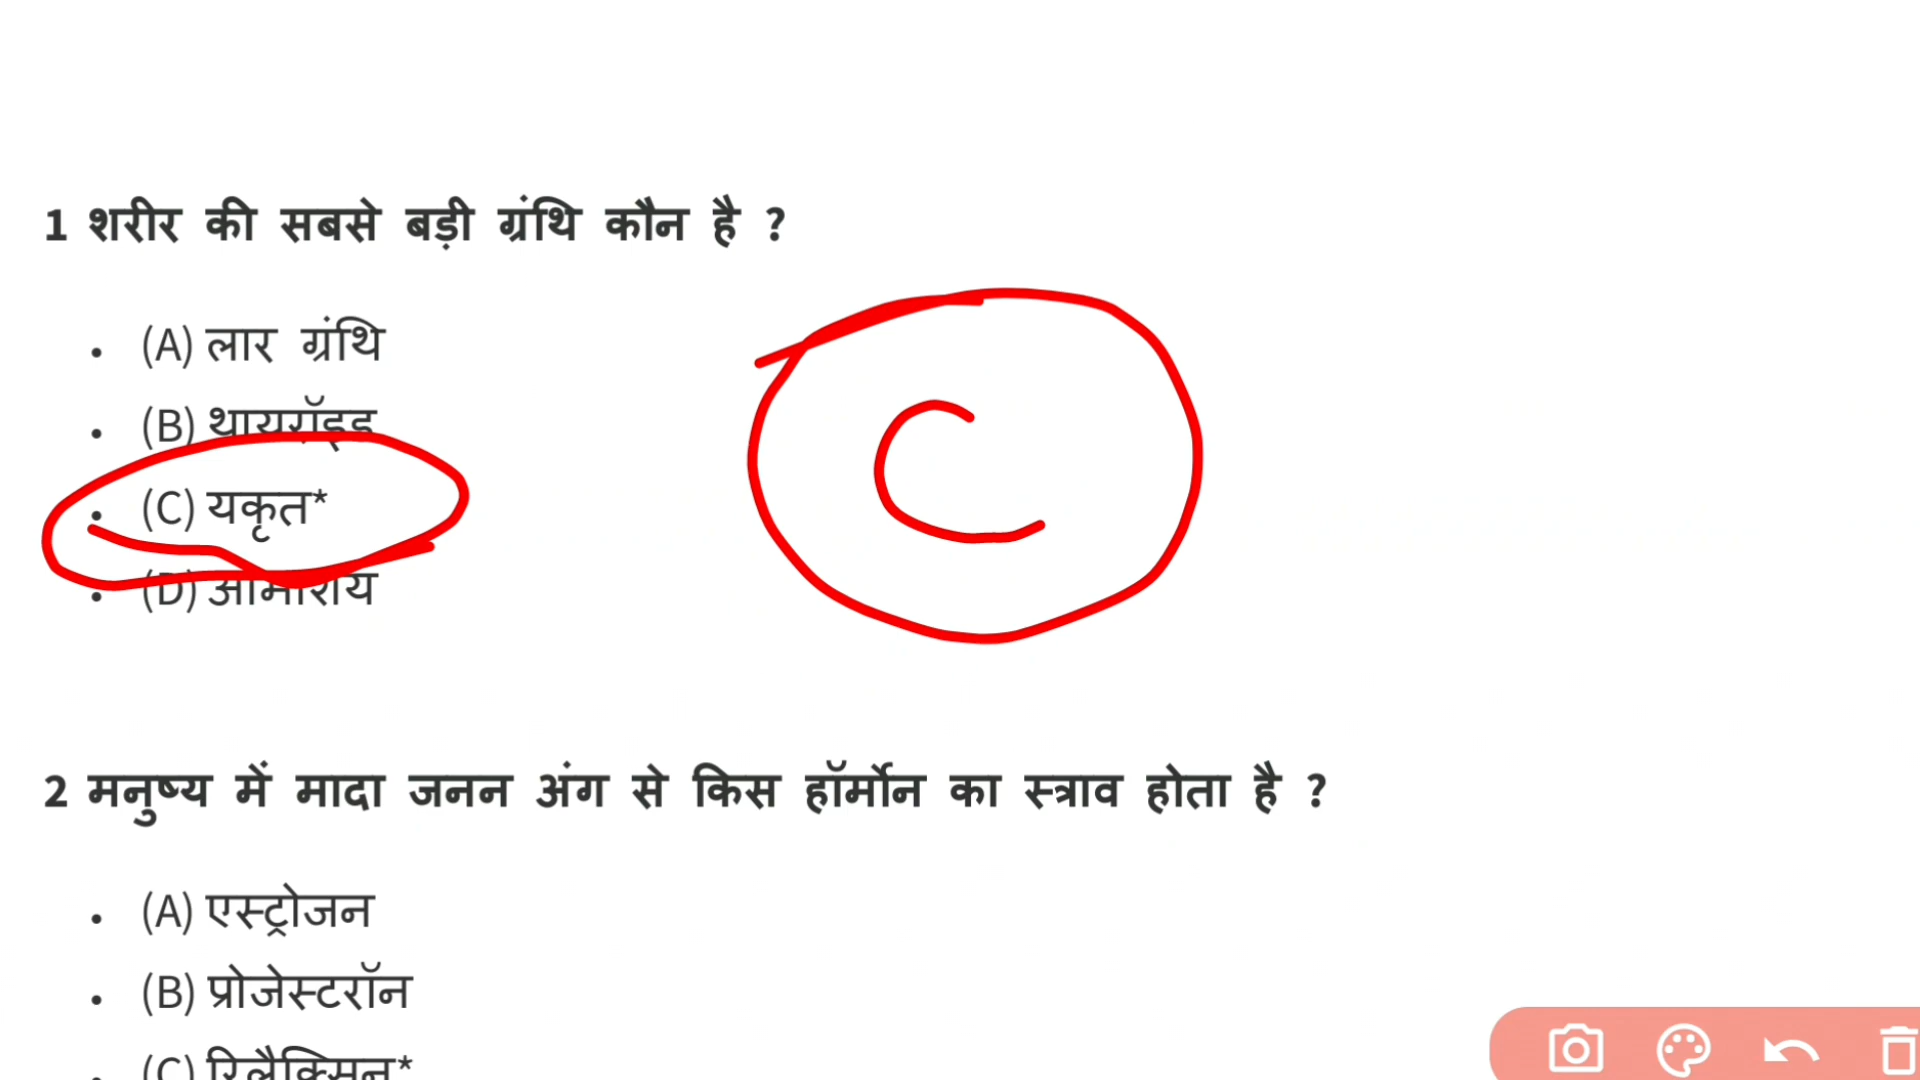 1 शरीर की सबसे बड़ी ग्रंथि कौन है ?
• (A) लार ग्रंथि
• (B) थायरॉइड
• (C) यकृत*
C
• (D) आमाशय
2 मनुष्य में मादा जनन अंग से किस हॉर्मोन का स्त्राव होता है ?
• (A) एस्ट्रोजन
• (B) प्रोजेस्टरॉन
• (C) रिलैक्सिन*